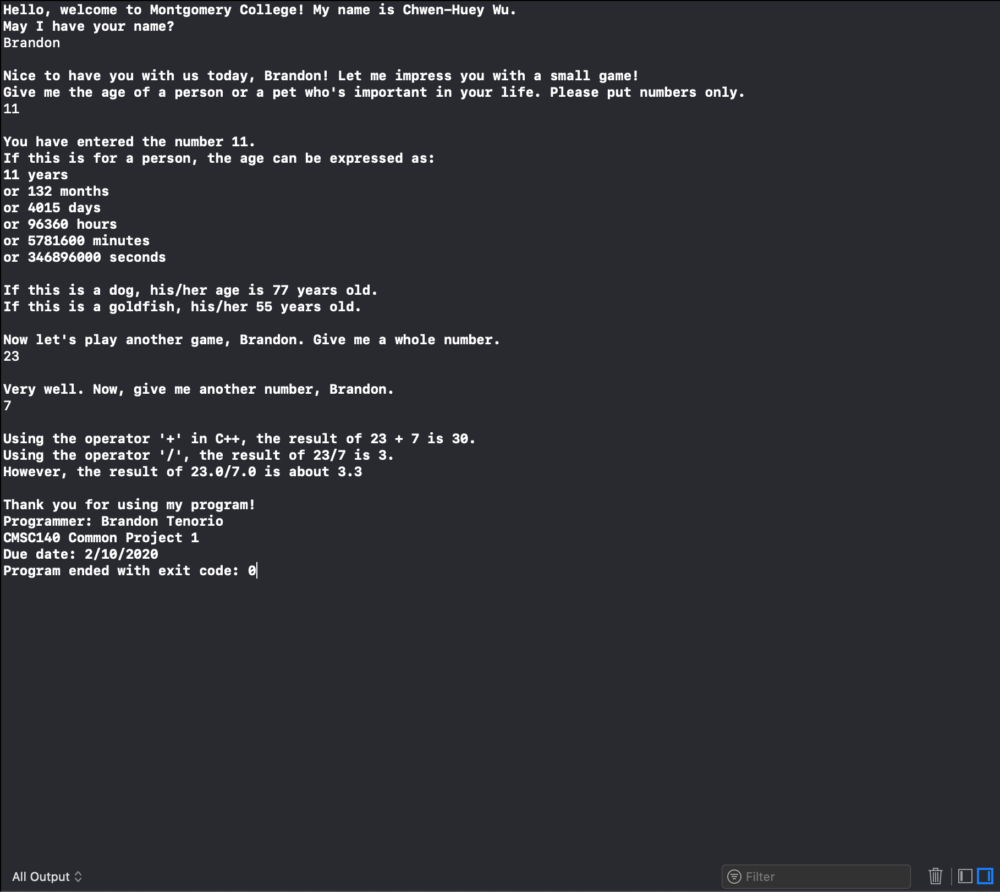 Hello, welcome to Montgomery College! My name is Chwen-Huey Wu.
May I have your name?
Brandon
Nice to have you with us today, Brandon! Let me impress you with a small game!
Give me the age of a person or a pet who's important in your life. Please put numbers only.
11
You have entered the number 11.
If this is for a person, the age can be expressed as:
11 years
or 132 months
or 4015 days
or 96360 hours
or 5781600 minutes
or 346896000 seconds
If this is a dog, his/her age is 77 years old.
If this is a goldfish, his/her 55 years old.
Now let's play another game, Brandon. Give me a whole number.
23
Very well. Now, give me another number, Brandon.
7
Using the operator '+' in C++, the result of 23 + 7 is 30.
Using the operator '/', the result of 23/7 is 3.
However, the result of 23.0/7.0 is about 3.3
Thank you for using my program!
Programmer: Brandon Tenorio
CMSC140 Common Project 1
Due date: 2/10/2020
Program ended with exit code: 0
All Output
Filter